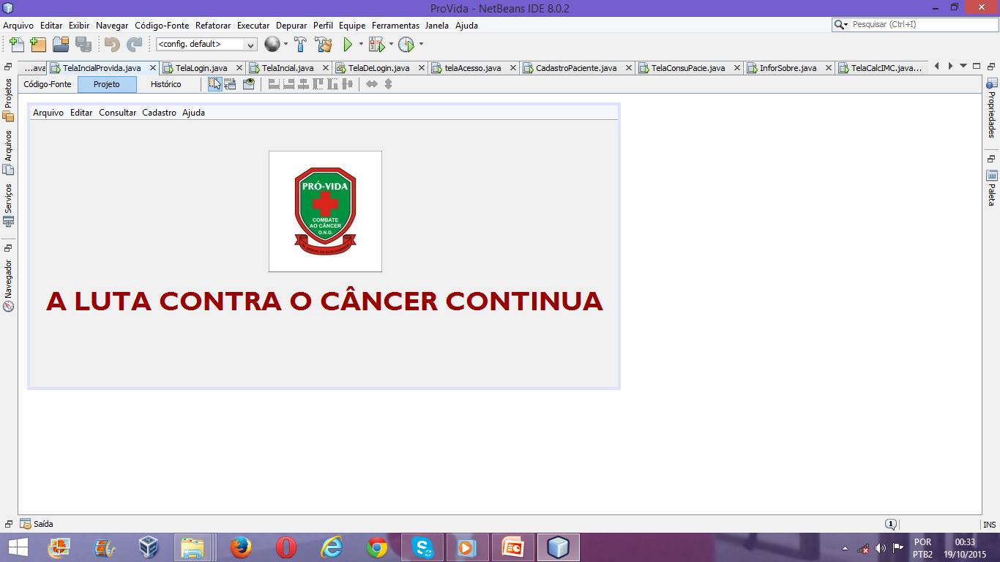 ProVida - NetBeans IDE 8.0.2
Arquivo Editar Exibir Navegar Código-Fonte Refatorar Executar Depurar Perfil Equipe Ferramentas Janela Ajuda
Pesquisar (Ctrl+I)
<config. default>
...ava TelaIncialProvida.java TelaLogin.java TelaIncial.java TelaDeLogin.java telaAcesso.java CadastroPaciente.java TelaConsuPacie.java InforSobre.java TelaCalcIMC.java...
Código-Fonte Projeto Histórico
Projetos
Arquivos
Serviços
Navegador
Arquivo Editar Consultar Cadastro Ajuda
PRÓ-VIDA
COMBATE
AO CÂNCER
O.N.G.
A LUTA CONTRA O CÂNCER CONTINUA
Propriedades
Paleta
Saída
1
INS
POR
PTB2
00:33
19/10/2015